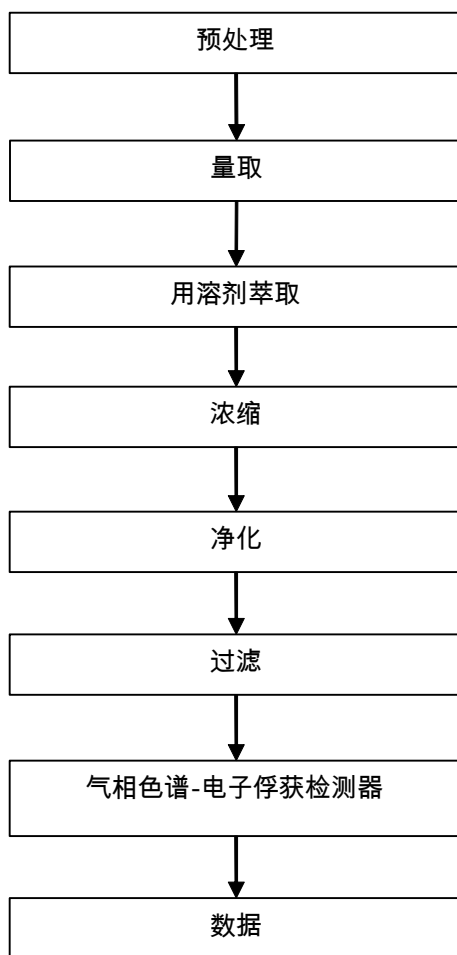 预处理
量取
用溶剂萃取
浓缩
净化
过滤
气相色谱-电子俘获检测器
数据